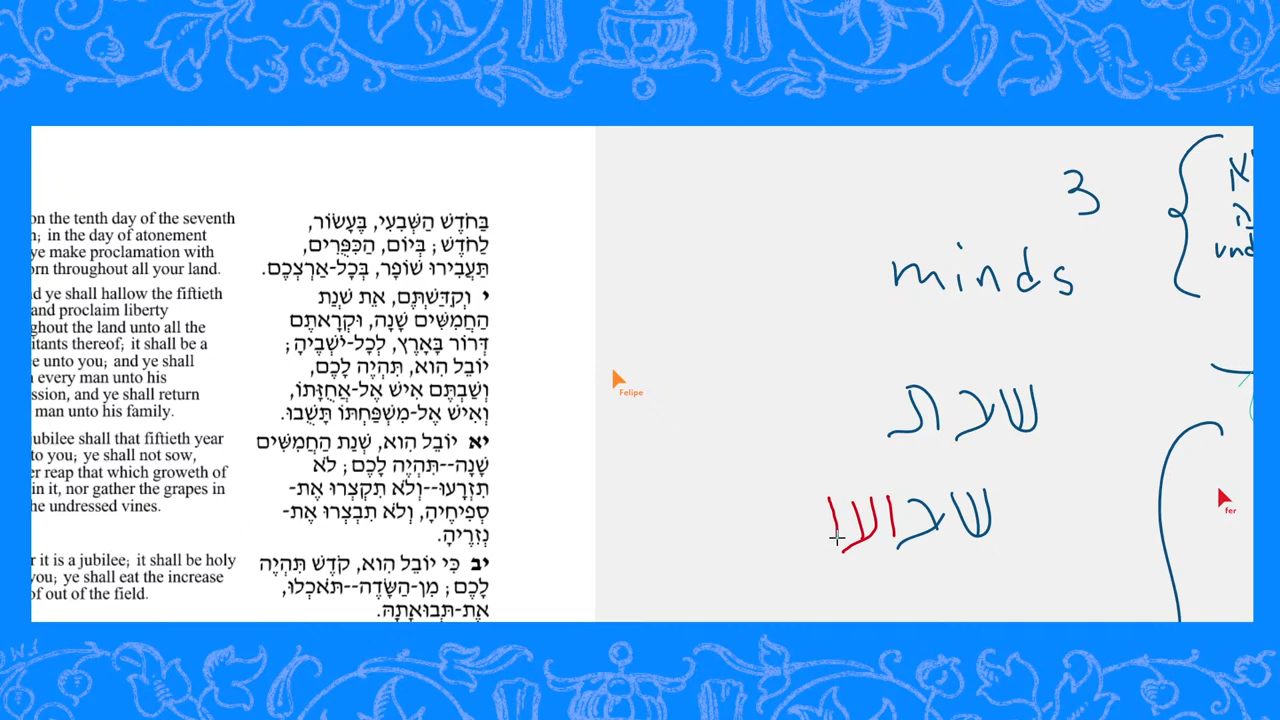 on the tenth day of the seventh
; in the day of atonement
ye make proclamation with
rn throughout all your land.
d ye shall hallow the fiftieth
and proclaim liberty
ghout the land unto all the
itants thereof; it shall be a
e unto you; and ye shall
every man unto his
ssion, and ye shall return
man unto his family.
ubilee shall that fiftieth year
to you; ye shall not sow,
er reap that which groweth of
in it, nor gather the grapes in
he undressed vines.
r it is a jubilee; it shall be holy
you; ye shall eat the increase
of out of the field.
בַּחֹדֶשׁ הַשְּׁבִעִי, בֶּעָשׂוֹר,
לַחֹדֶשׁ; בְּיוֹם, הַכִּפֻּרִים,
תַּעֲבִירוּ שׁוֹפָר, בְּכָל-אַרְצְכֶם.
י וְקִדַּשְׁתֶּם, אֵת שְׁנַת
הַחֲמִשִּׁים שָׁנָה, וּקְרָאתֶם
דְּרוֹר בָּאָרֶץ, לְכָל-יֹשְׁבֶיהָ;
יוֹבֵל הִוא, תִּהְיֶה לָכֶם,
וְשַׁבְתֶּם אִישׁ אֶל-אֲחֻזָּתוֹ,
וְאִישׁ אֶל-מִשְׁפַּחְתּוֹ תָּשֻׁבוּ.
יא יוֹבֵל הִוא, שְׁנַת הַחֲמִשִּׁים
שָׁנָה--תִּהְיֶה לָכֶם; לֹא
תִזְרָעוּ--וְלֹא תִקְצְרוּ אֶת-
סְפִיחֶיהָ, וְלֹא תִבְצְרוּ אֶת-
נְזִרֶיהָ.
יב כִּי יוֹבֵל הִוא, קֹדֶשׁ תִּהְיֶה
לָכֶם; מִן-הַשָּׂדֶה--תֹּאכְלוּ,
אֶת-תְּבוּאָתָהּ.
3
minds
שבת
שבועו
Felipe
fer